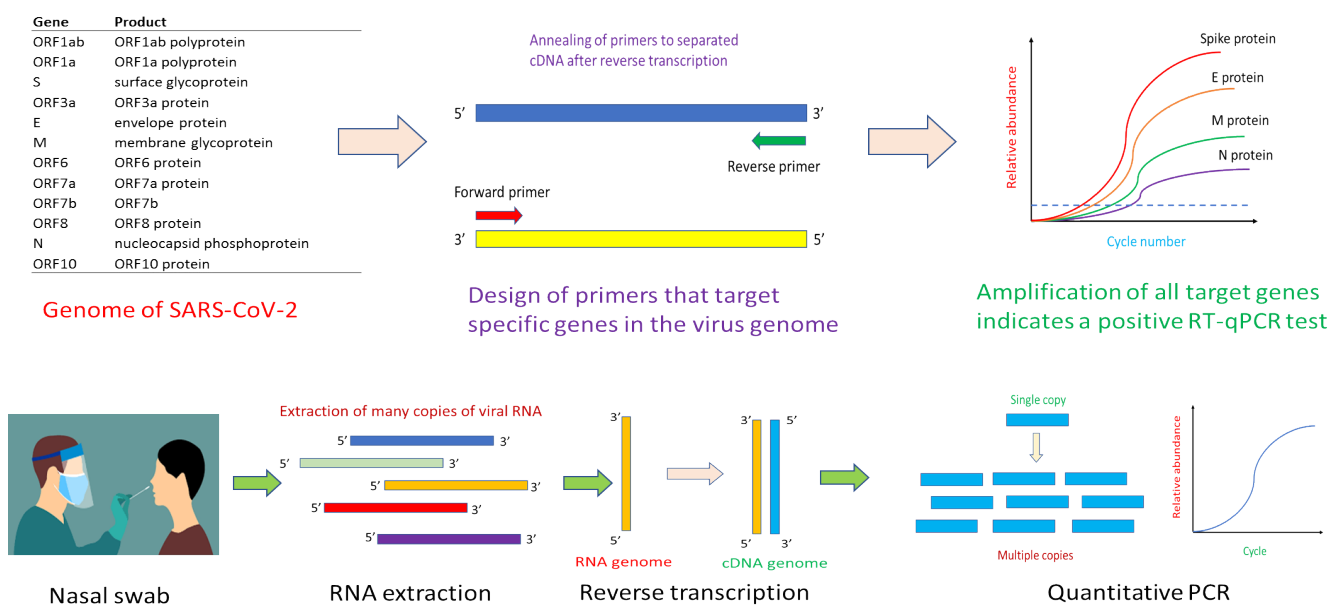 Gene Product
ORF1ab ORF1ab polyprotein
ORF1a ORF1a polyprotein
S surface glycoprotein
ORF3a ORF3a protein
E envelope protein
M membrane glycoprotein
ORF6 ORF6 protein
ORF7a ORF7a protein
ORF7b ORF7b
ORF8 ORF8 protein
N nucleocapsid phosphoprotein
ORF10 ORF10 protein
Genome of SARS-CoV-2
Annealing of primers to separated
cDNA after reverse transcription
5’ 3’
Reverse primer
Forward primer
3’ 5’
Design of primers that target
specific genes in the virus genome
Relative abundance
Spike protein
E protein
M protein
N protein
Cycle number
Amplification of all target genes
indicates a positive RT-qPCR test
Nasal swab
Extraction of many copies of viral RNA
5’ 3’
5’ 3’
5’ 3’
5’ 3’
5’ 3’
RNA extraction
3’
5’
RNA genome
3’ 5’
5’ 3’
cDNA genome
Reverse transcription
Single copy
Multiple copies
Relative abundance
Cycle
Quantitative PCR